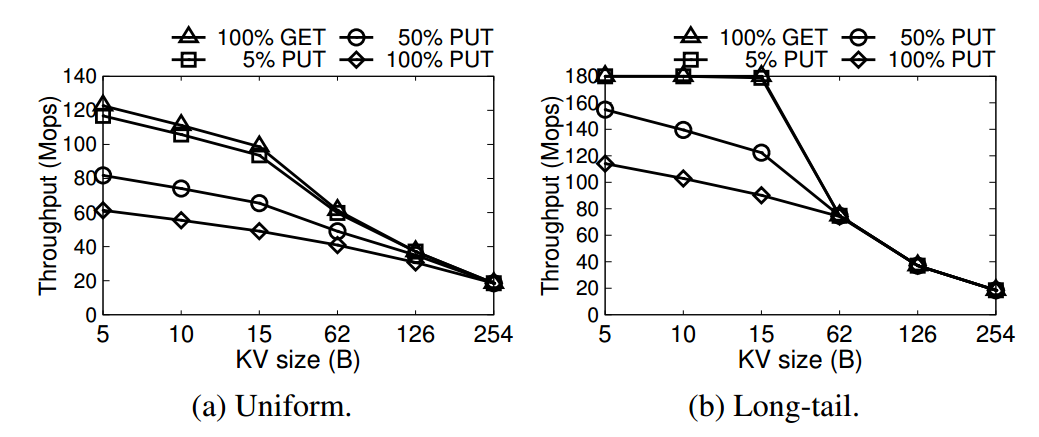 100% GET 50% PUT
5% PUT 100% PUT
Throughput (Mops)
140
120
100
80
60
40
20
0
5 10 15 62 126 254
KV size (B)
(a) Uniform.
100% GET 50% PUT
5% PUT 100% PUT
Throughput (Mops)
180
160
140
120
100
80
60
40
20
0
5 10 15 62 126 254
KV size (B)
(b) Long-tail.